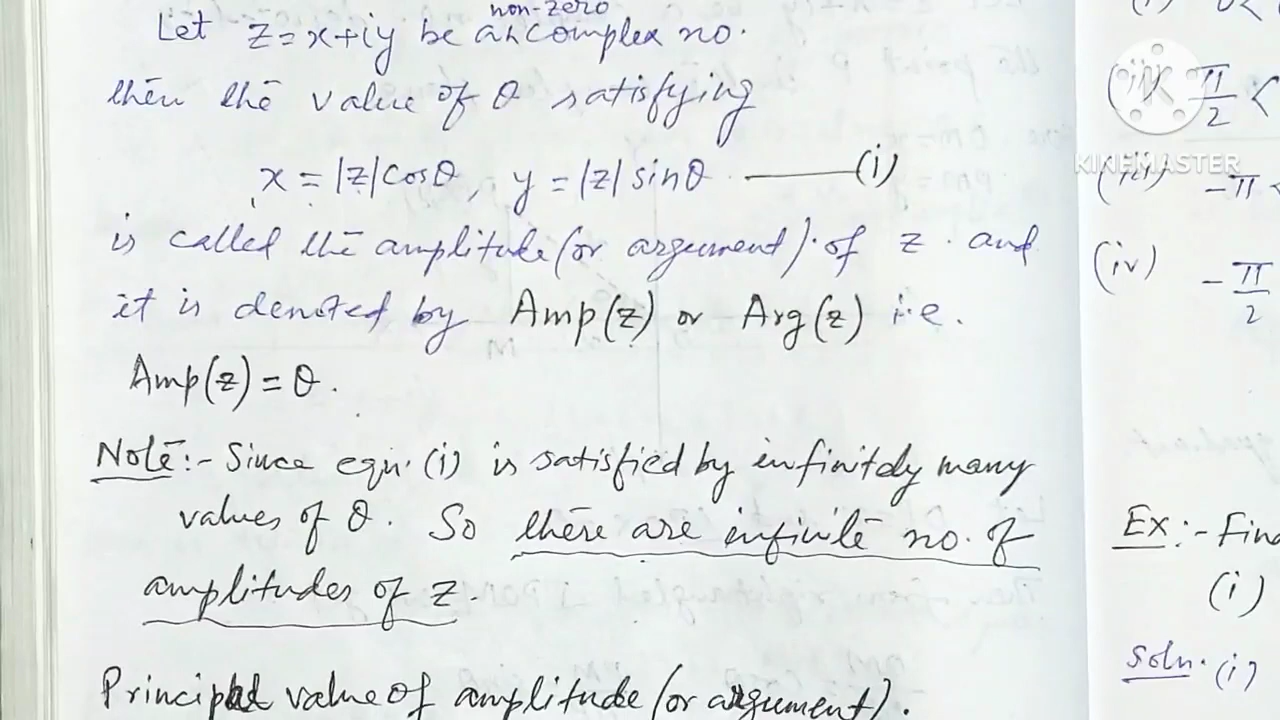 non-zero
Let z=x+iy be a complex no.
then the value of θ satisfying
x = |z|cosθ, y = |z| sinθ ——(i)
is called the amplitude (or argument) of z and
it is denoted by Amp(z) or Arg(z) i.e.
Amp(z) = θ.
Note:- Since eqn. (i) is satisfied by infinitely many
values of θ. So there are infinite no. of
amplitudes of z.
Principal value of amplitude (or argument).
(ii) π/2 <
KINEMASTER
(iii) -π <
(iv) -π/2
Ex:- Find
(i)
Soln. (i)